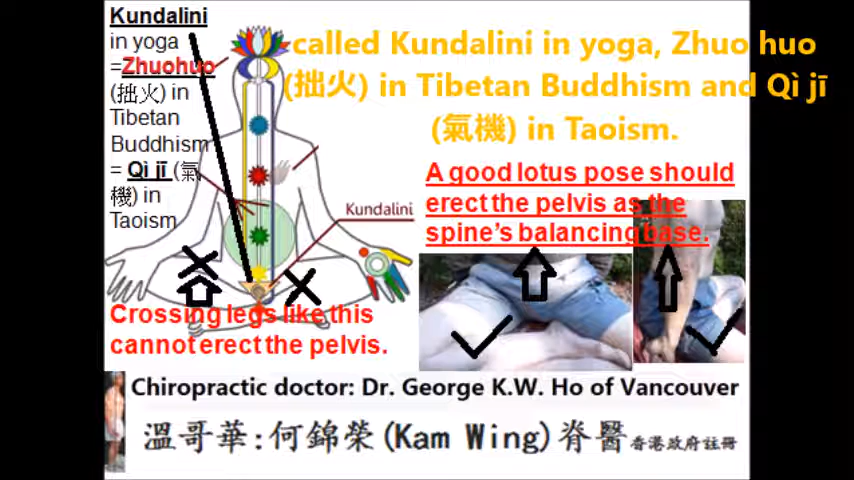 Kundalini
in yoga
=Zhuohuo
(拙火) in
Tibetan
Buddhism
= Qì jī (氣
機) in
Taoism
called Kundalini in yoga, Zhuo huo
(拙火) in Tibetan Buddhism and Qì jī
(氣機) in Taoism.
A good lotus pose should
erect the pelvis as the
spine's balancing base.
Kundalini
Crossing legs like this
cannot erect the pelvis.
Chiropractic doctor: Dr. George K.W. Ho of Vancouver
溫哥華:何錦榮(Kam Wing)脊醫香港政府註冊